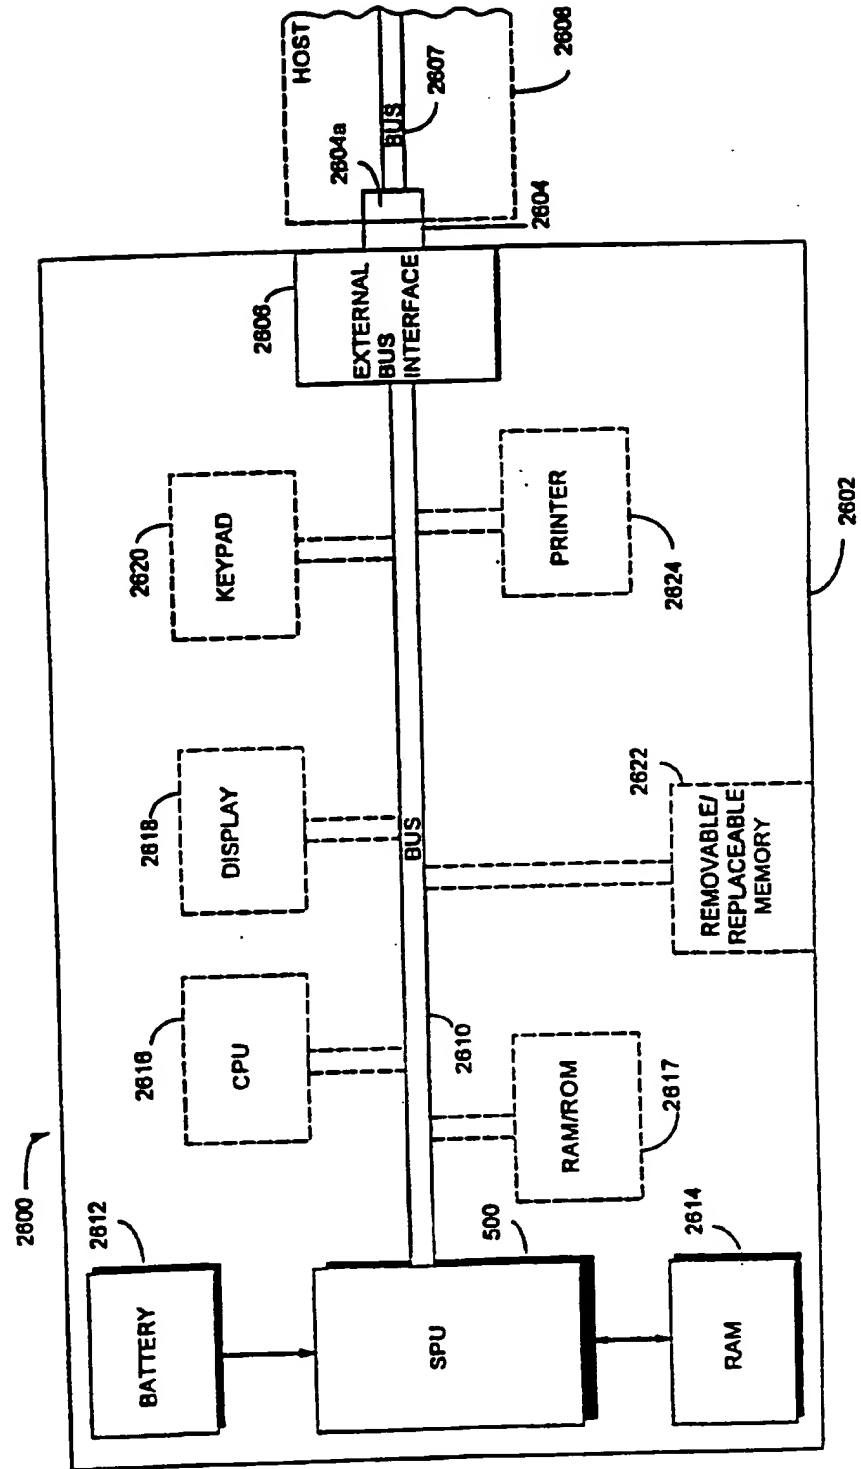 2600
2612
BATTERY
2616
CPU
2618
DISPLAY
2620
KEYPAD
2606
EXTERNAL
BUS
INTERFACE
HOST
2604a
BUS
2607
2604
2608
SPU
500
BUS
2610
RAM/ROM
2617
PRINTER
2624
RAM
2614
REMOVABLE/
REPLACEABLE
MEMORY
2622
2602